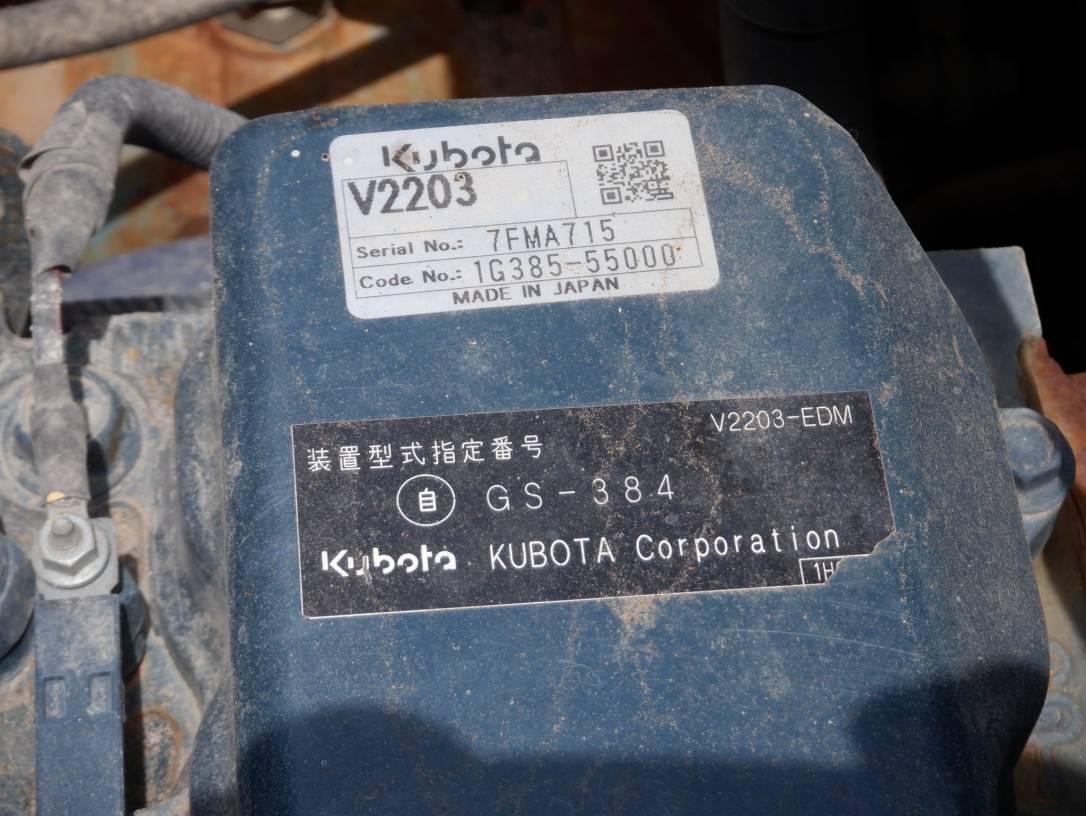 Kubota
V2203
Serial No.: 7FMA715
Code No.: 1G385-55000
MADE IN JAPAN
V2203-EDM
装置型式指定番号
自 GS-384
Kubota KUBOTA Corporation